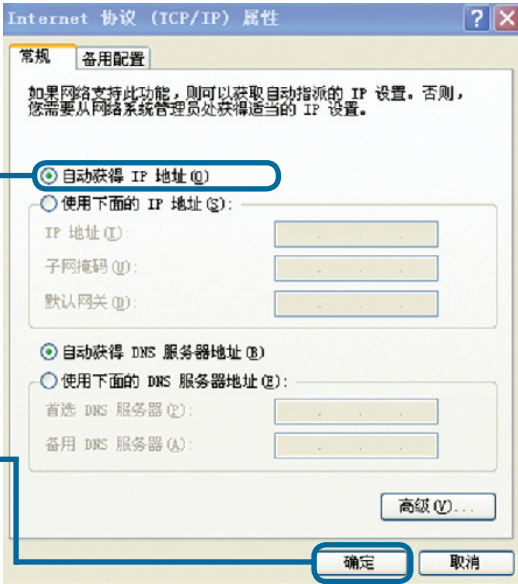 Internet 协议 (TCP/IP) 属性
常规 备用配置
如果网络支持此功能，则可以获取自动指派的 IP 设置。否则，
您需要从网络系统管理员处获得适当的 IP 设置。
自动获得 IP 地址(O)
使用下面的 IP 地址(S):
IP 地址(I):
子网掩码(U):
默认网关(D):
自动获得 DNS 服务器地址(B)
使用下面的 DNS 服务器地址(E):
首选 DNS 服务器(P):
备用 DNS 服务器(A):
高级(V)...
确定 取消